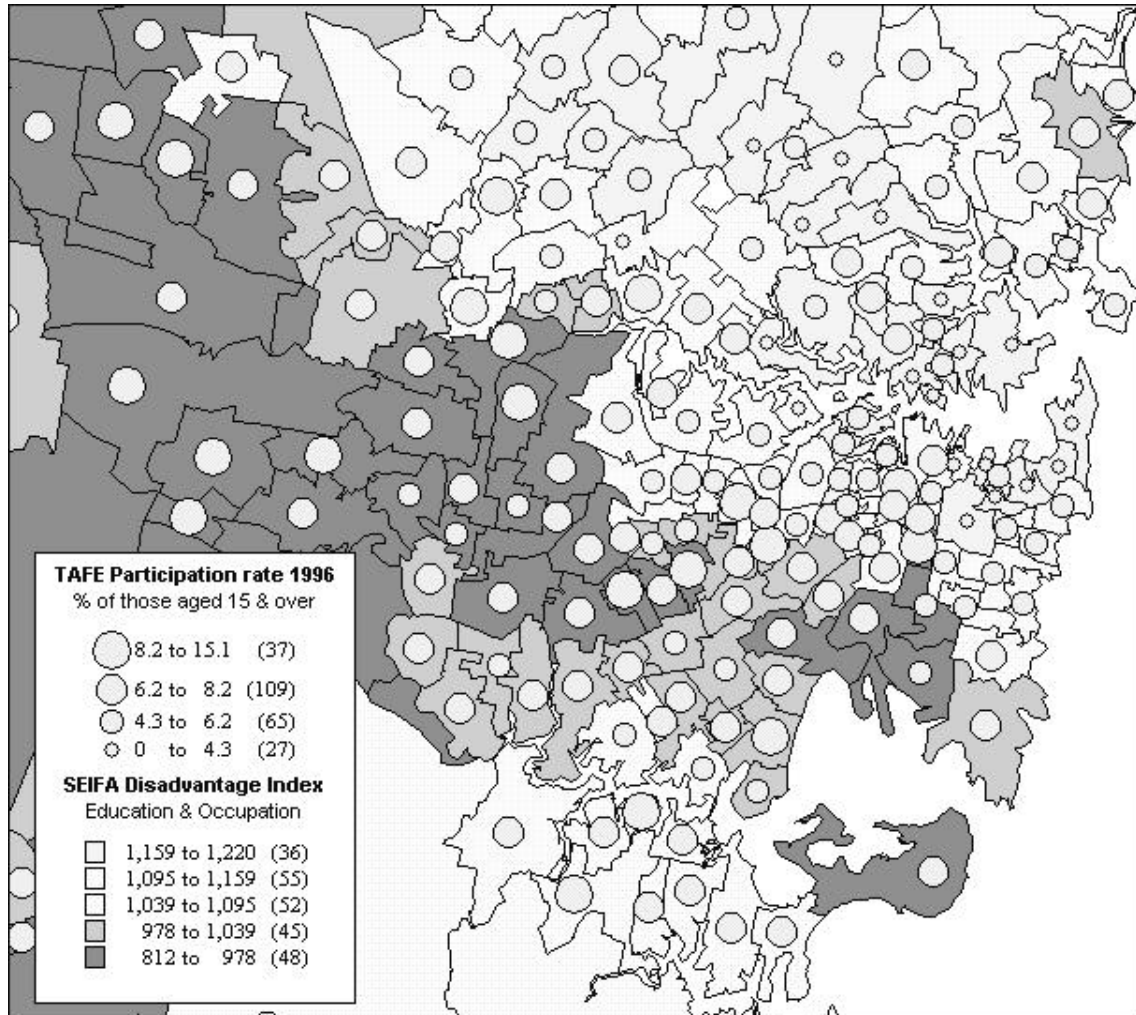 TAFE Participation rate 1996
% of those aged 15 & over
8.2 to 15.1 (37)
6.2 to 8.2 (109)
4.3 to 6.2 (65)
0 to 4.3 (27)
SEIFA Disadvantage Index
Education & Occupation
1,159 to 1,220 (36)
1,095 to 1,159 (55)
1,039 to 1,095 (52)
978 to 1,039 (45)
812 to 978 (48)